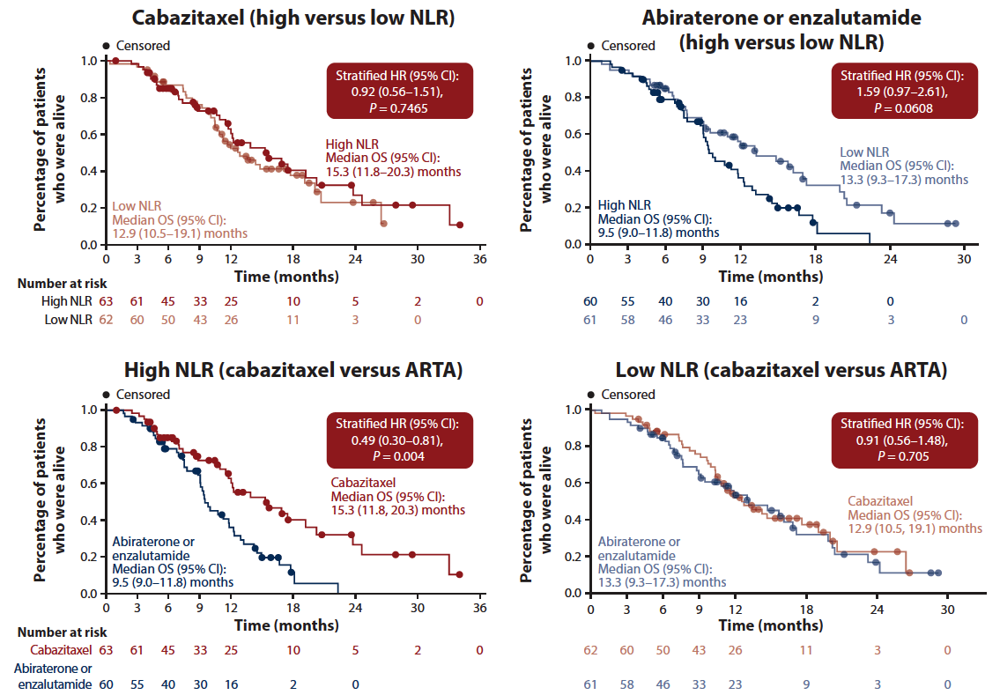 Cabazitaxel (high versus low NLR)
Censored
Percentage of patients
who were alive
1.0
0.8
0.6
0.4
0.2
0.0
Stratified HR (95% CI):
0.92 (0.56–1.51),
P = 0.7465
High NLR
Median OS (95% CI):
15.3 (11.8–20.3) months
Low NLR
Median OS (95% CI):
12.9 (10.5–19.1) months
0 3 6 9 12 18 24 30 36
Time (months)
Number at risk
High NLR 63 61 45 33 25 10 5 2 0
Low NLR 62 60 50 43 26 11 3 0
Abiraterone or enzalutamide
(high versus low NLR)
Censored
Percentage of patients
who were alive
1.0
0.8
0.6
0.4
0.2
0.0
Stratified HR (95% CI):
1.59 (0.97–2.61),
P = 0.0608
Low NLR
Median OS (95% CI):
13.3 (9.3–17.3) months
High NLR
Median OS (95% CI):
9.5 (9.0–11.8) months
0 3 6 9 12 18 24 30
Time (months)
60 55 40 30 16 2 0
61 58 46 33 23 9 3 0
High NLR (cabazitaxel versus ARTA)
Censored
Percentage of patients
who were alive
1.0
0.8
0.6
0.4
0.2
0.0
Stratified HR (95% CI):
0.49 (0.30–0.81),
P = 0.004
Cabazitaxel
Median OS (95% CI):
15.3 (11.8, 20.3) months
Abiraterone or
enzalutamide
Median OS (95% CI):
9.5 (9.0–11.8) months
0 3 6 9 12 18 24 30 36
Time (months)
Number at risk
Cabazitaxel 63 61 45 33 25 10 5 2 0
Abiraterone or
enzalutamide 60 55 40 30 16 2 0
Low NLR (cabazitaxel versus ARTA)
Censored
Percentage of patients
who were alive
1.0
0.8
0.6
0.4
0.2
0.0
Stratified HR (95% CI):
0.91 (0.56–1.48),
P = 0.705
Cabazitaxel
Median OS (95% CI):
12.9 (10.5, 19.1) months
Abiraterone or
enzalutamide
Median OS (95% CI):
13.3 (9.3–17.3) months
0 3 6 9 12 18 24 30
Time (months)
62 60 50 43 26 11 3 0
61 58 46 33 23 9 3 0